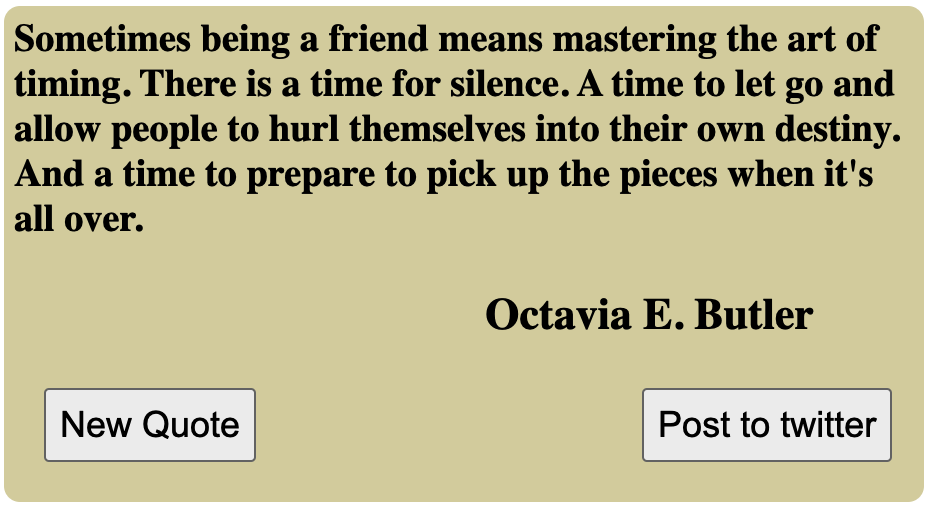 Sometimes being a friend means mastering the art of
timing. There is a time for silence. A time to let go and
allow people to hurl themselves into their own destiny.
And a time to prepare to pick up the pieces when it's
all over.
Octavia E. Butler
New Quote
Post to twitter